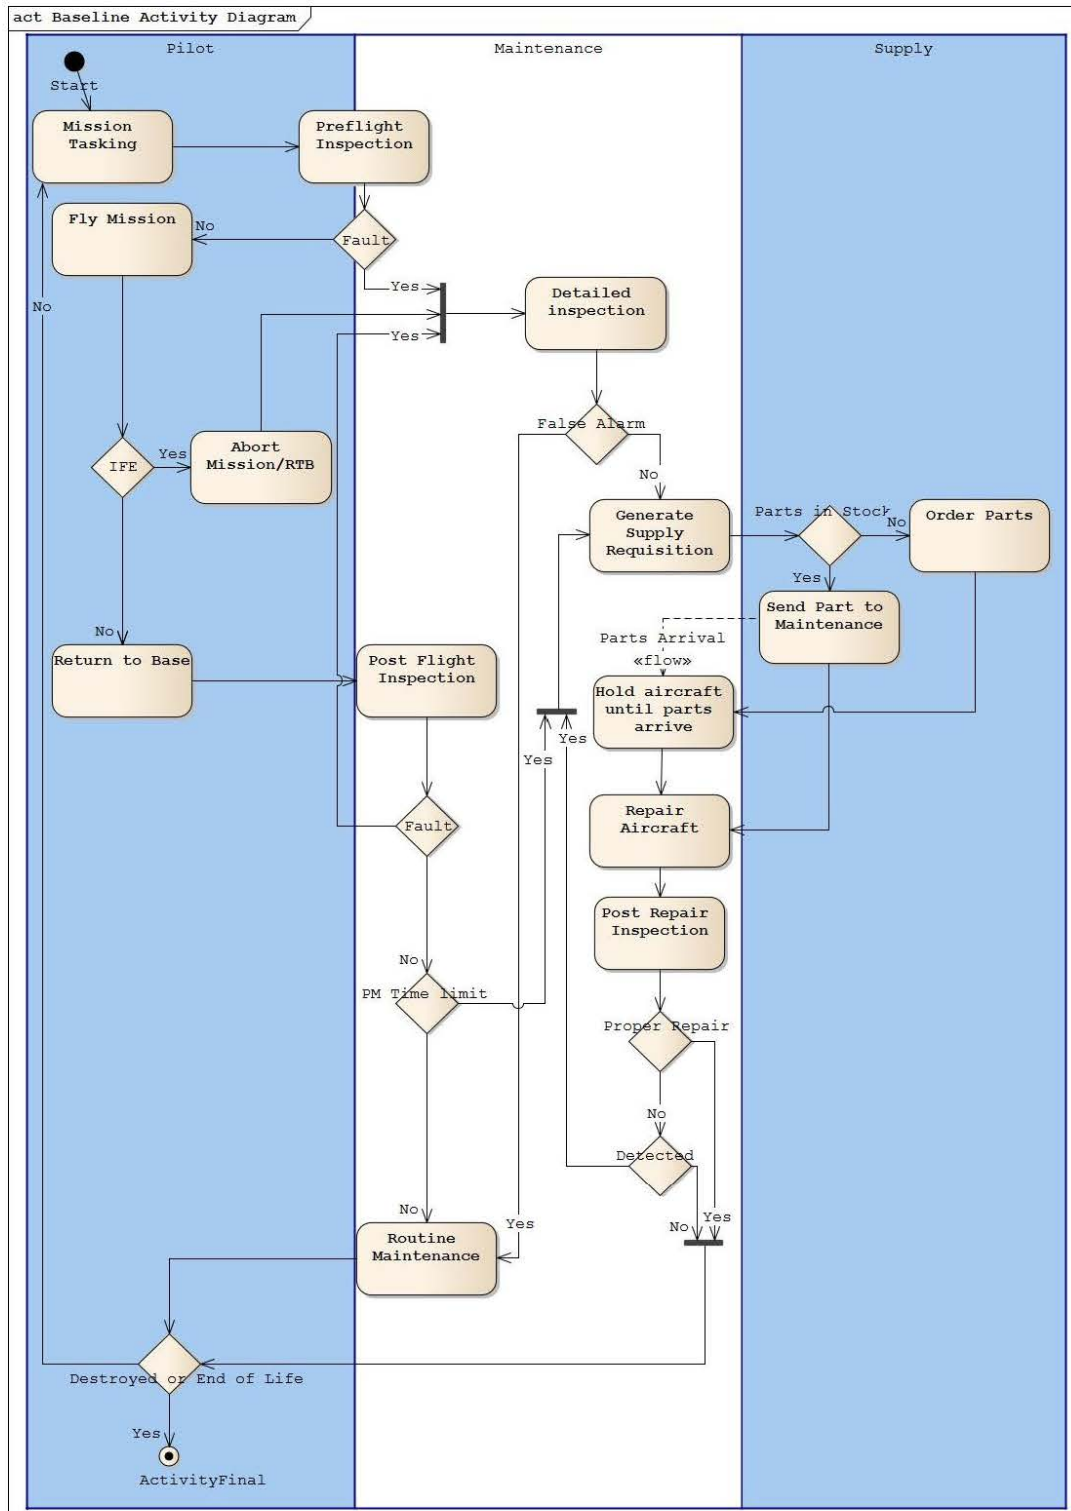 act Baseline Activity Diagram
Pilot
Maintenance
Supply
Start
Mission
Tasking
Preflight
Inspection
Fly Mission
No
Fault
Yes
Detailed
inspection
No
Yes
False Alarm
Abort
Mission/RTB
Yes
IFE
No
Generate
Supply
Requisition
Parts in Stock
No
Order Parts
Yes
Send Part to
Maintenance
No
Parts Arrival
«flow»
Return to Base
Post Flight
Inspection
Hold aircraft
until parts
arrive
Yes
Yes
Repair
Aircraft
Fault
Post Repair
Inspection
No
PM Time limit
Proper Repair
No
Detected
No
Yes
No
Yes
Routine
Maintenance
Destroyed or End of Life
Yes
ActivityFinal